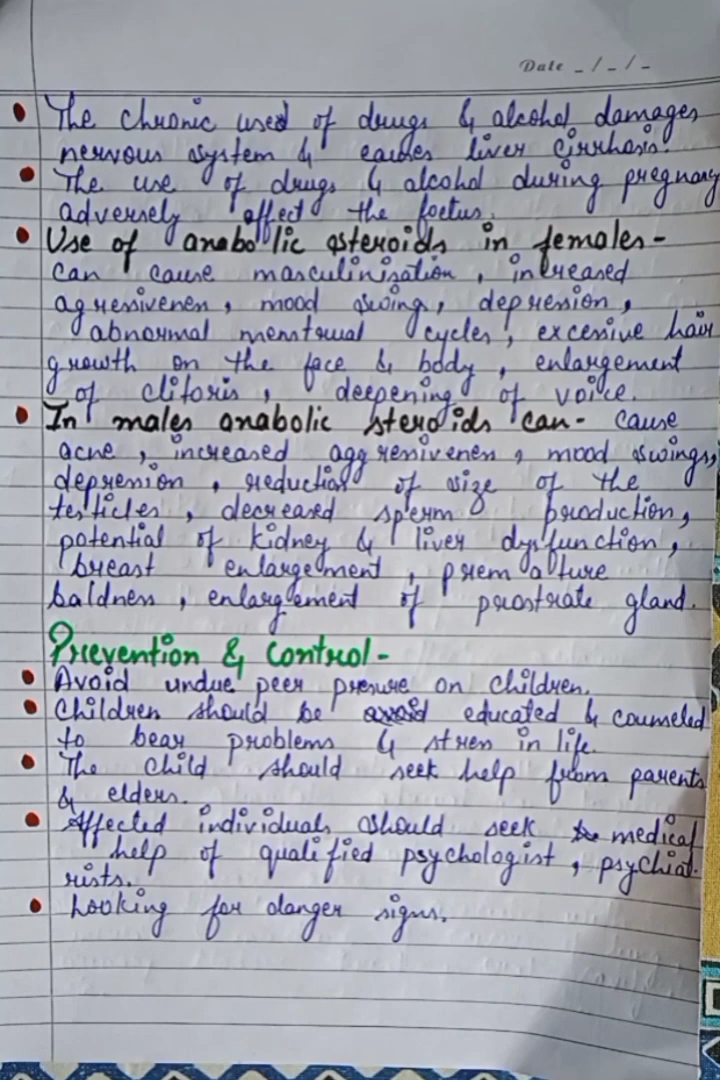 Date _/_/_
• The chronic used of drugs & alcohol damages
nervous system & causes liver cirrhosis.
• The use of drugs & alcohol during pregnancy
adversely affect the foetus.
• Use of anabolic asteroids in females -
can cause masculinisation, increased
aggressiveness, mood swing, depression,
abnormal menstrual cycles, excessive hair
growth on the face & body, enlargement
of clitoris, deepening of voice.
• In males anabolic steroids can - cause
acne, increased aggressiveness, mood swings,
depression, reduction of size of the
testicles, decreased sperm production,
potential of kidney & liver dysfunction,
breast enlargement, premature
baldness, enlargement of prostrate gland.
Prevention & Control -
• Avoid undue peer pressure on children.
• Children should be educated & counseled
to bear problems & stress in life.
• The child should seek help from parents
& elders.
• Affected individuals should seek medical
help of qualified psychologist, psychiat-
rists.
• Looking for danger signs.